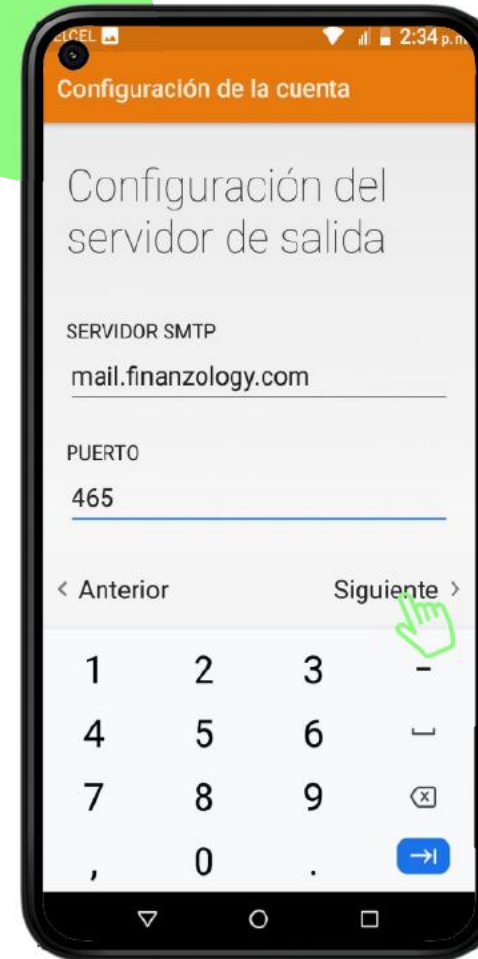 2:34 p.m
Configuración de la cuenta
Configuración del
servidor de salida
SERVIDOR SMTP
mail.finanzology.com
PUERTO
465
< Anterior Siguiente >
1 2 3 -
4 5 6
7 8 9
, 0 .